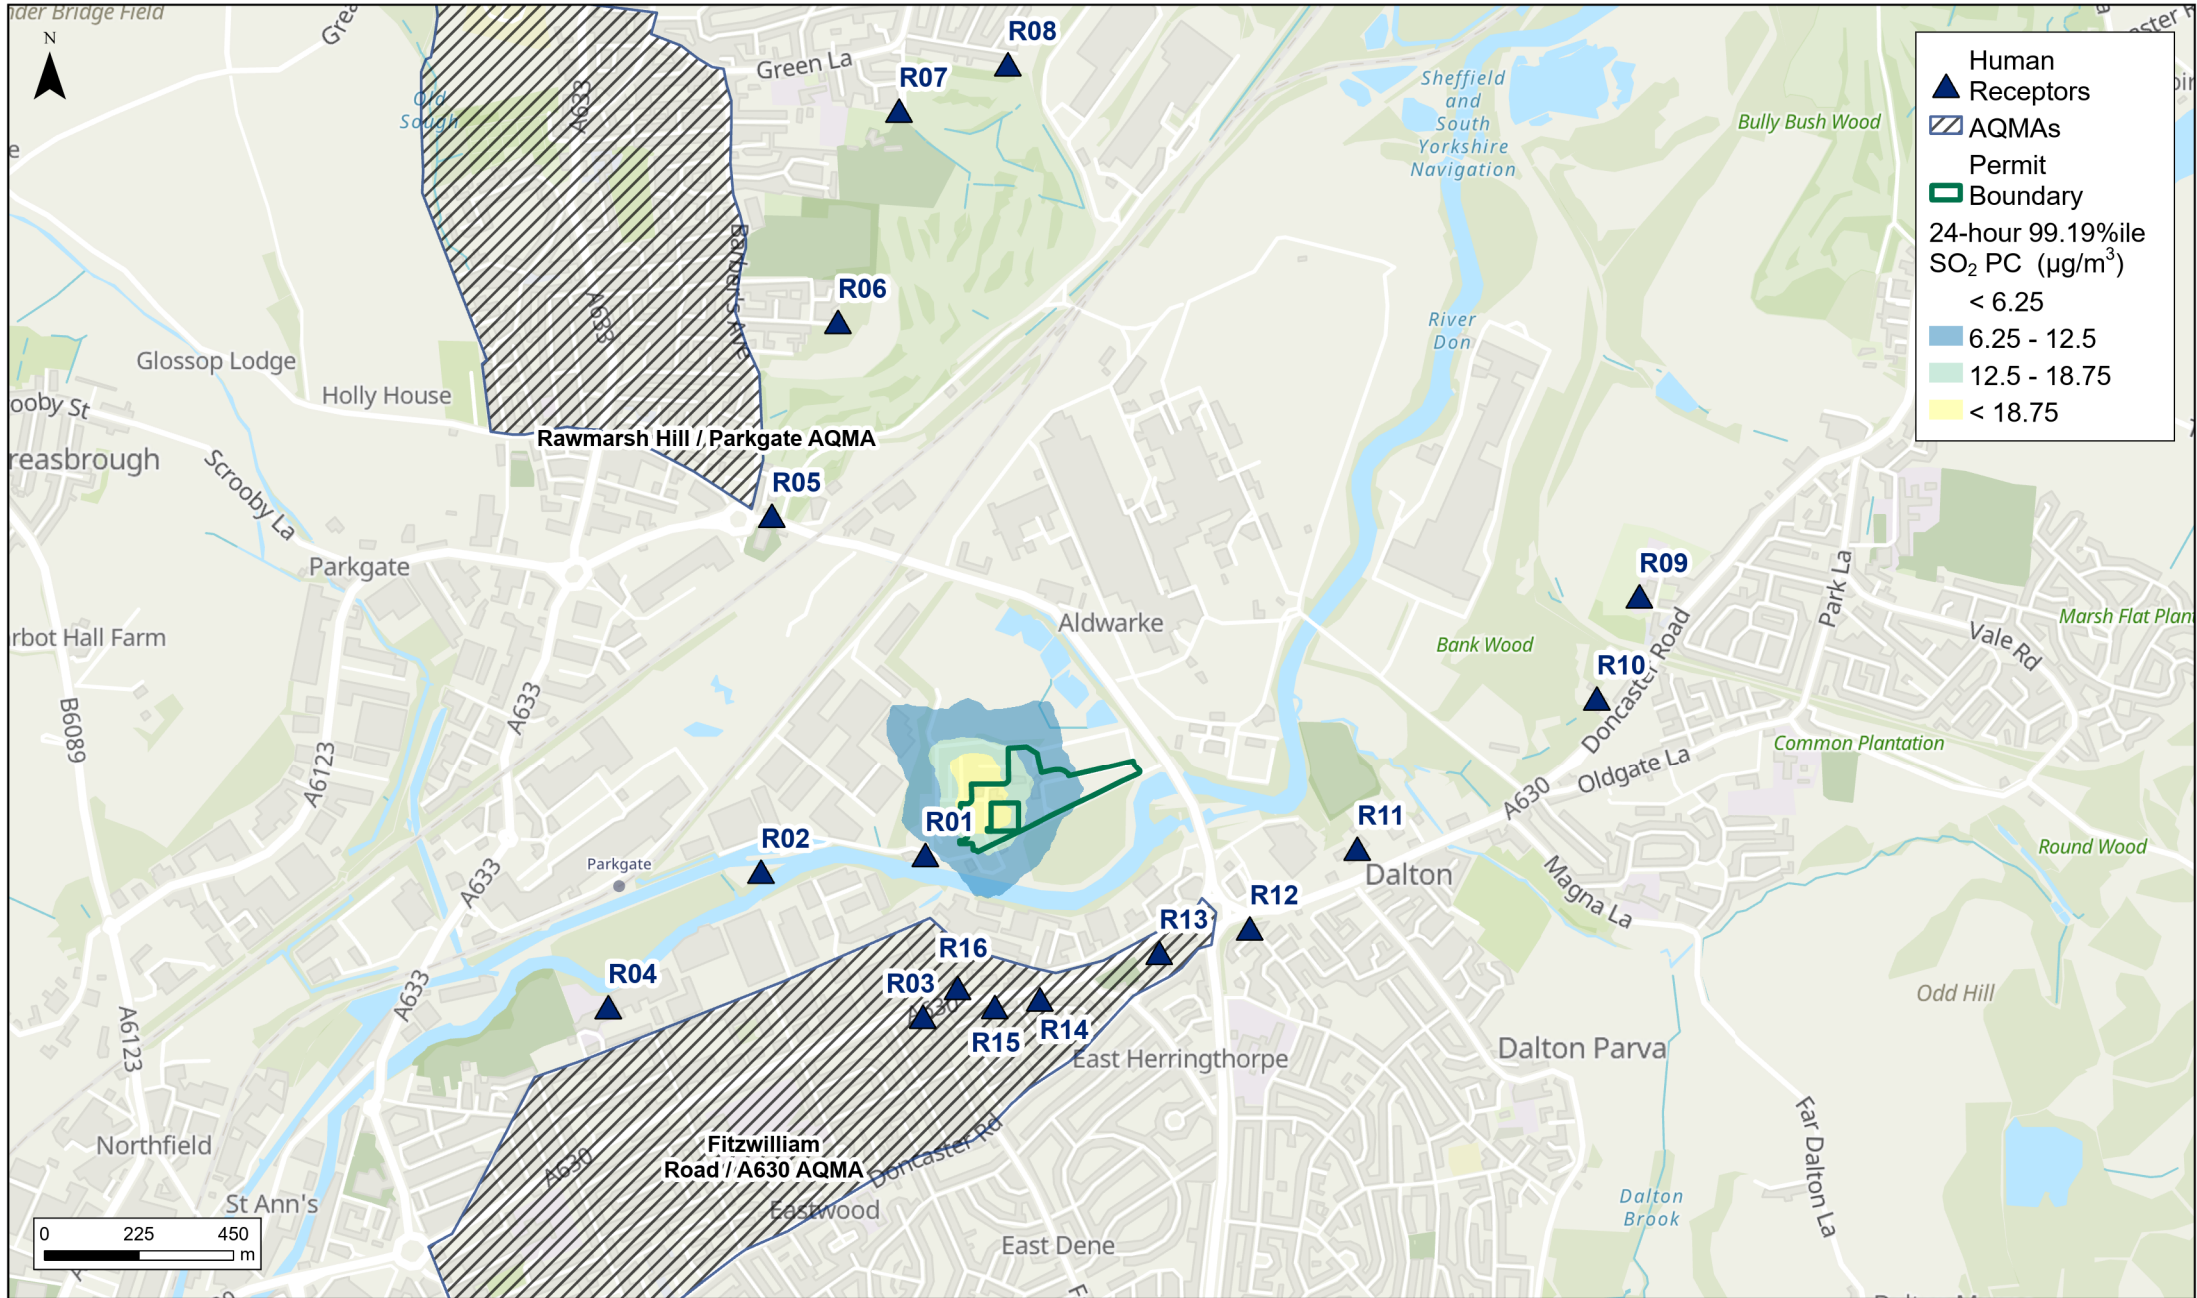 nder Bridge Field
N
Grea
Old
Sough
A633
Green La
R07
R08
Sheffield
and
South
Yorkshire
Navigation
Bully Bush Wood
Human
Receptors
AQMAs
Permit
Boundary
24-hour 99.19%ile
SO₂ PC (µg/m³)
< 6.25
6.25 - 12.5
12.5 - 18.75
< 18.75
Barber's Ave
A633
R06
River
Don
Glossop Lodge
Holly House
ooby St
reasbrough
Scrooby La
Rawmarsh Hill / Parkgate AQMA
R05
Parkgate
Aldwarke
R09
Park La
Marsh Flat Plant
Vale Rd
rbot Hall Farm
Bank Wood
R10
Doncaster Road
B6089
A633
A6123
Common Plantation
Oldgate La
A630
R01
R02
R11
Parkgate
Dalton
Round Wood
Magna La
A633
R12
R13
R16
R03
A630
R04
R15
R14
A633
A6123
East Herringthorpe
Dalton Parva
Odd Hill
Northfield
Fitzwilliam
Road / A630 AQMA
Doncaster Rd
A630
Far Dalton La
St Ann's
Eastwood
Dalton
Brook
East Dene
0 225 450
m